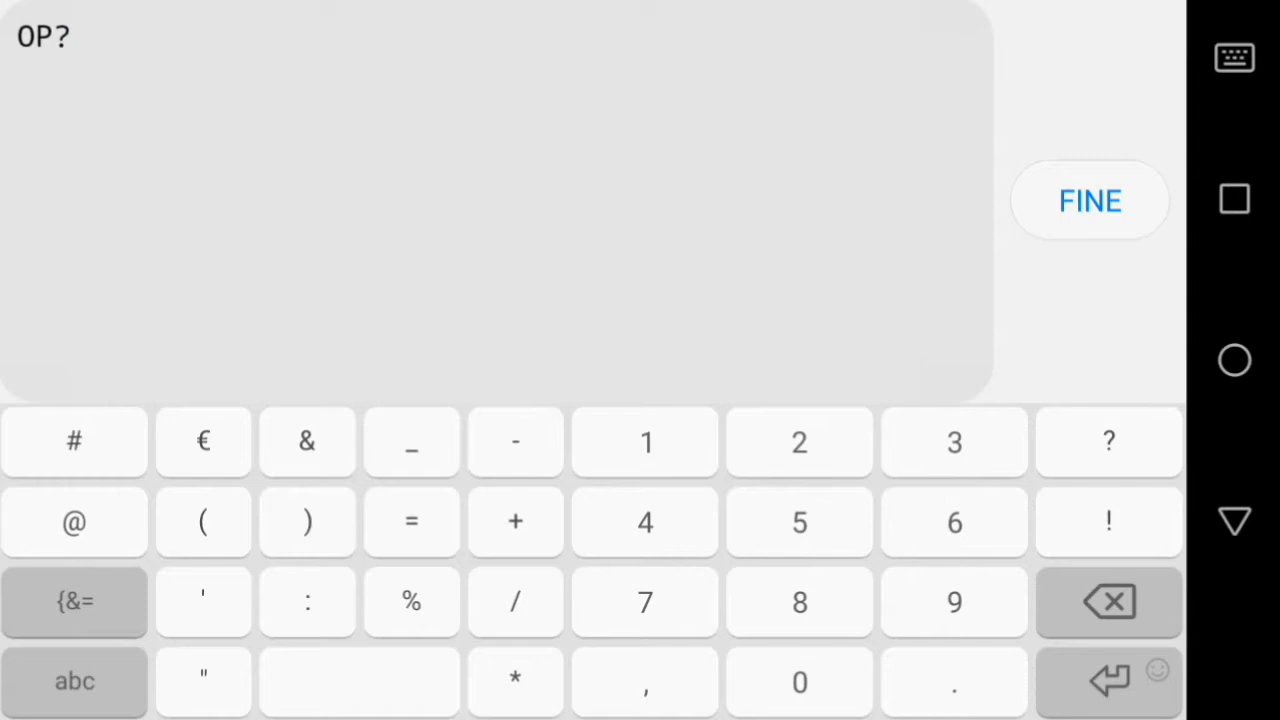 OP?
FINE
# € & _ - 1 2 3 ?
@ ( ) = + 4 5 6 !
{&= ' : % / 7 8 9
abc " * , 0 .